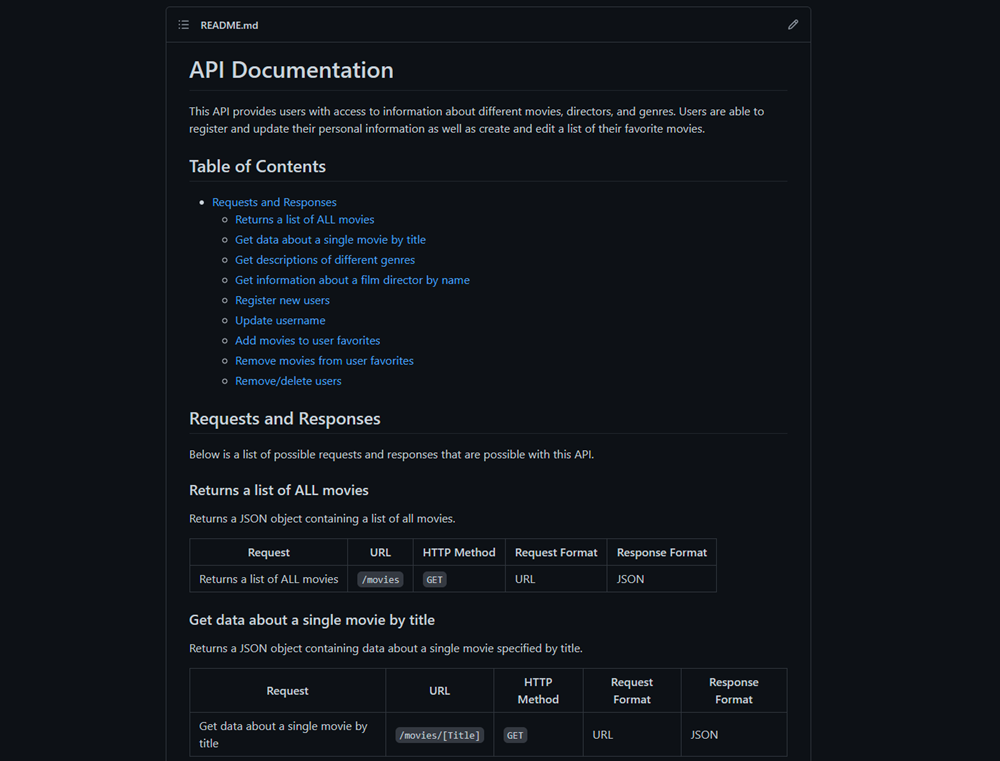 README.md
API Documentation
This API provides users with access to information about different movies, directors, and genres. Users are able to
register and update their personal information as well as create and edit a list of their favorite movies.
Table of Contents
Requests and Responses
Returns a list of ALL movies
Get data about a single movie by title
Get descriptions of different genres
Get information about a film director by name
Register new users
Update username
Add movies to user favorites
Remove movies from user favorites
Remove/delete users
Requests and Responses
Below is a list of possible requests and responses that are possible with this API.
Returns a list of ALL movies
Returns a JSON object containing a list of all movies.
Request URL HTTP Method Request Format Response Format
Returns a list of ALL movies /movies GET URL JSON
Get data about a single movie by title
Returns a JSON object containing data about a single movie specified by title.
Request URL HTTP Method Request Format Response Format
Get data about a single movie by title /movies/[Title] GET URL JSON